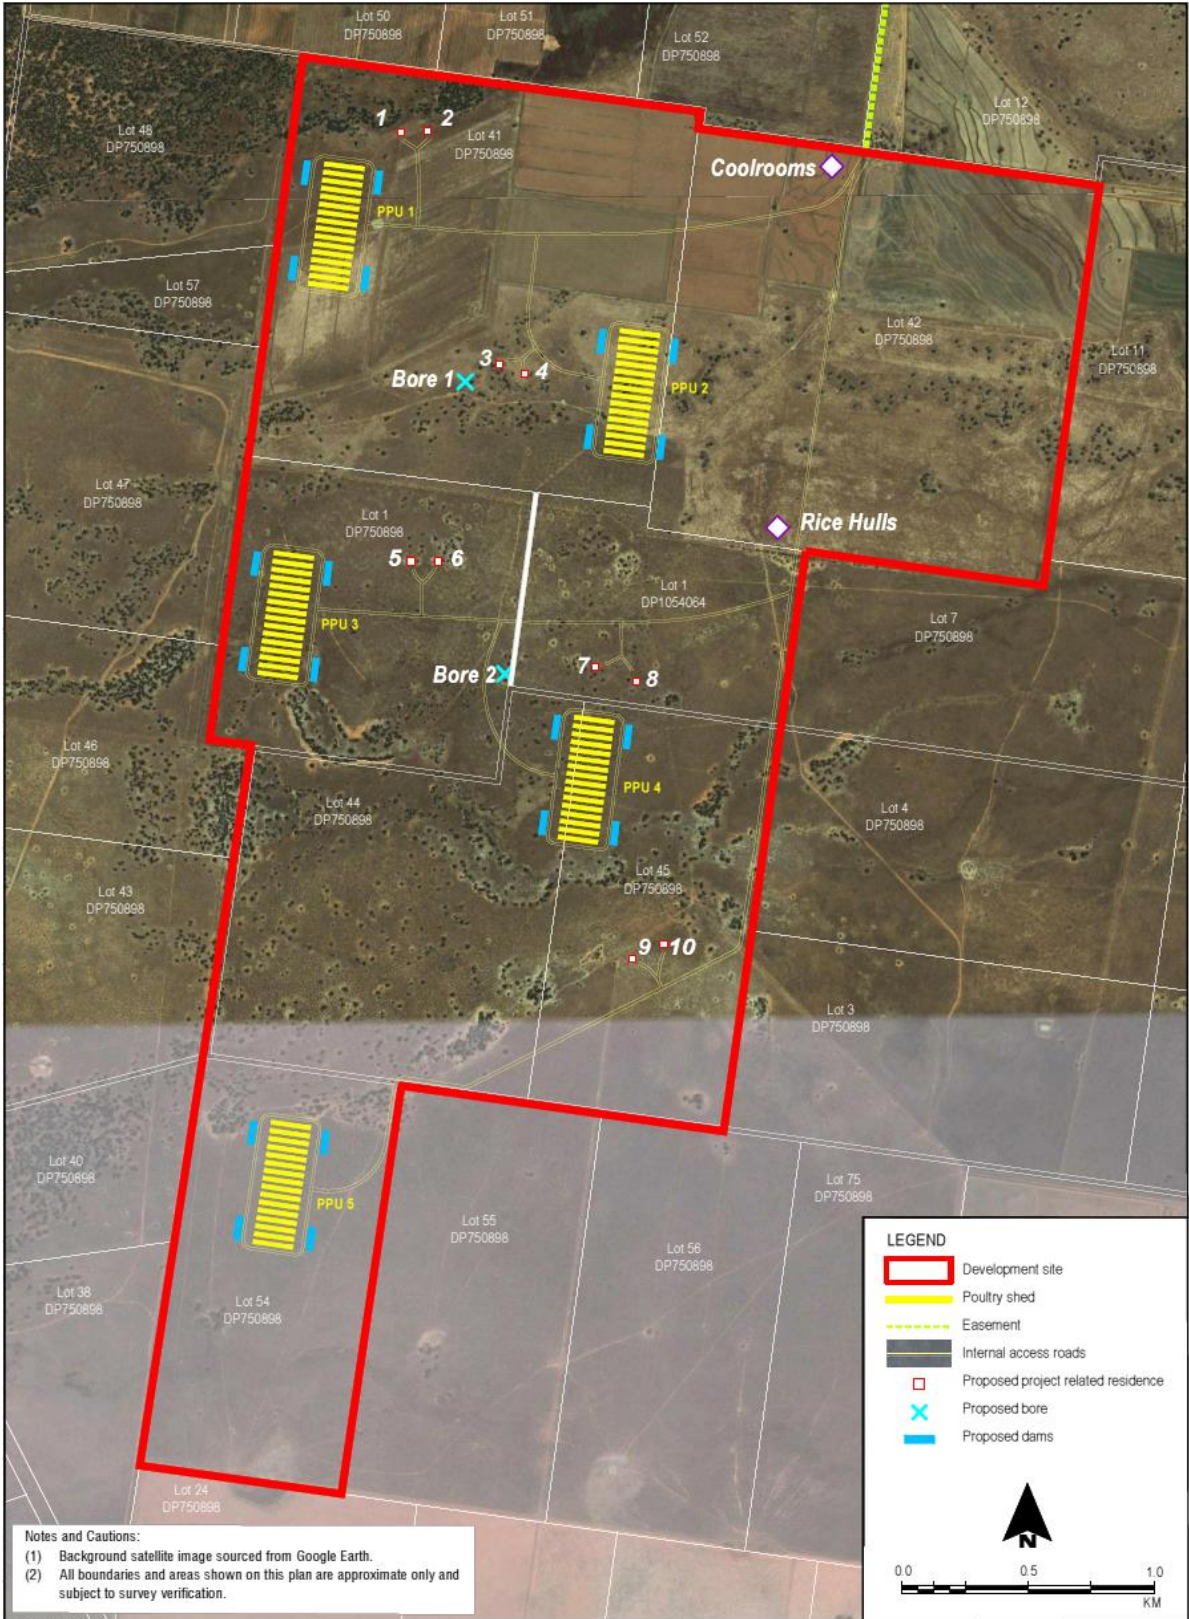 Lot 50
DP750898
Lot 51
DP750898
Lot 52
DP750898
Lot 12
DP750898
Lot 48
DP750898
1
2
Lot 41
DP750898
Coolrooms
PPU 1
Lot 57
DP750898
Lot 42
DP750898
Lot 11
DP750898
3
4
Bore 1
PPU 2
Lot 47
DP750898
Lot 1
DP750898
Rice Hulls
5
6
Lot 1
DP1054064
PPU 3
Lot 7
DP750898
Bore 2
7
8
Lot 46
DP750898
Lot 44
DP750898
PPU 4
Lot 4
DP750898
Lot 43
DP750898
Lot 45
DP750898
9
10
Lot 3
DP750898
Lot 40
DP750898
PPU 5
Lot 55
DP750898
Lot 75
DP750898
Lot 56
DP750898
Lot 38
DP750898
Lot 54
DP750898
Lot 24
DP750898
LEGEND
Development site
Poultry shed
Easement
Internal access roads
Proposed project related residence
Proposed bore
Proposed dams
N
0.0 0.5 1.0
KM
Notes and Cautions:
(1) Background satellite image sourced from Google Earth.
(2) All boundaries and areas shown on this plan are approximate only and
subject to survey verification.